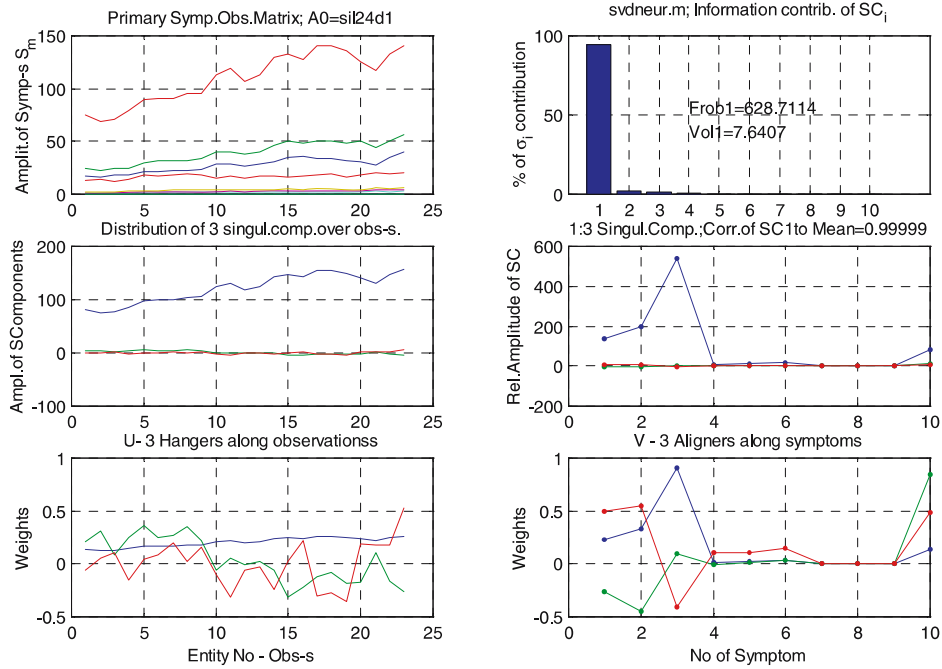 Primary Symp.Obs.Matrix; A0=sil24d1
Amplit.of Symp-s S_m
150
100
50
0
0 5 10 15 20 25
svdneur.m; Information contrib. of SC_i
% of σ_i contribution
100
50
0
Frob1=628.7114
Vol1=7.6407
1 2 3 4 5 6 7 8 9 10
Distribution of 3 singul.comp.over obs-s.
Ampl.of SComponents
200
100
0
-100
0 5 10 15 20 25
1:3 Singul.Comp.;Corr.of SC1to Mean=0.99999
Rel.Amplitude of SC
600
400
200
0
-200
0 2 4 6 8 10
U- 3 Hangers along observationss
Weights
1
0.5
0
-0.5
0 5 10 15 20 25
Entity No - Obs-s
V - 3 Aligners along symptoms
Weights
1
0.5
0
-0.5
0 2 4 6 8 10
No of Symptom